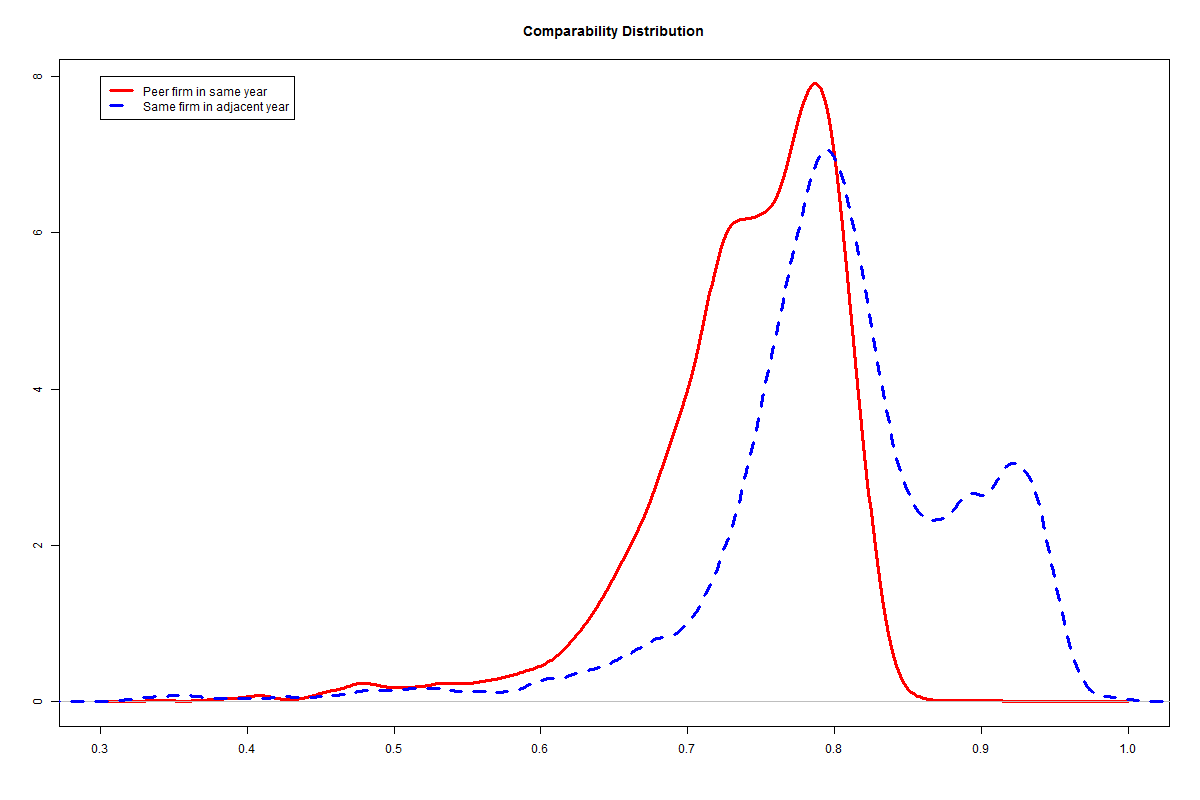 Comparability Distribution
Peer firm in same year
Same firm in adjacent year
8
6
4
2
0
0.3 0.4 0.5 0.6 0.7 0.8 0.9 1.0